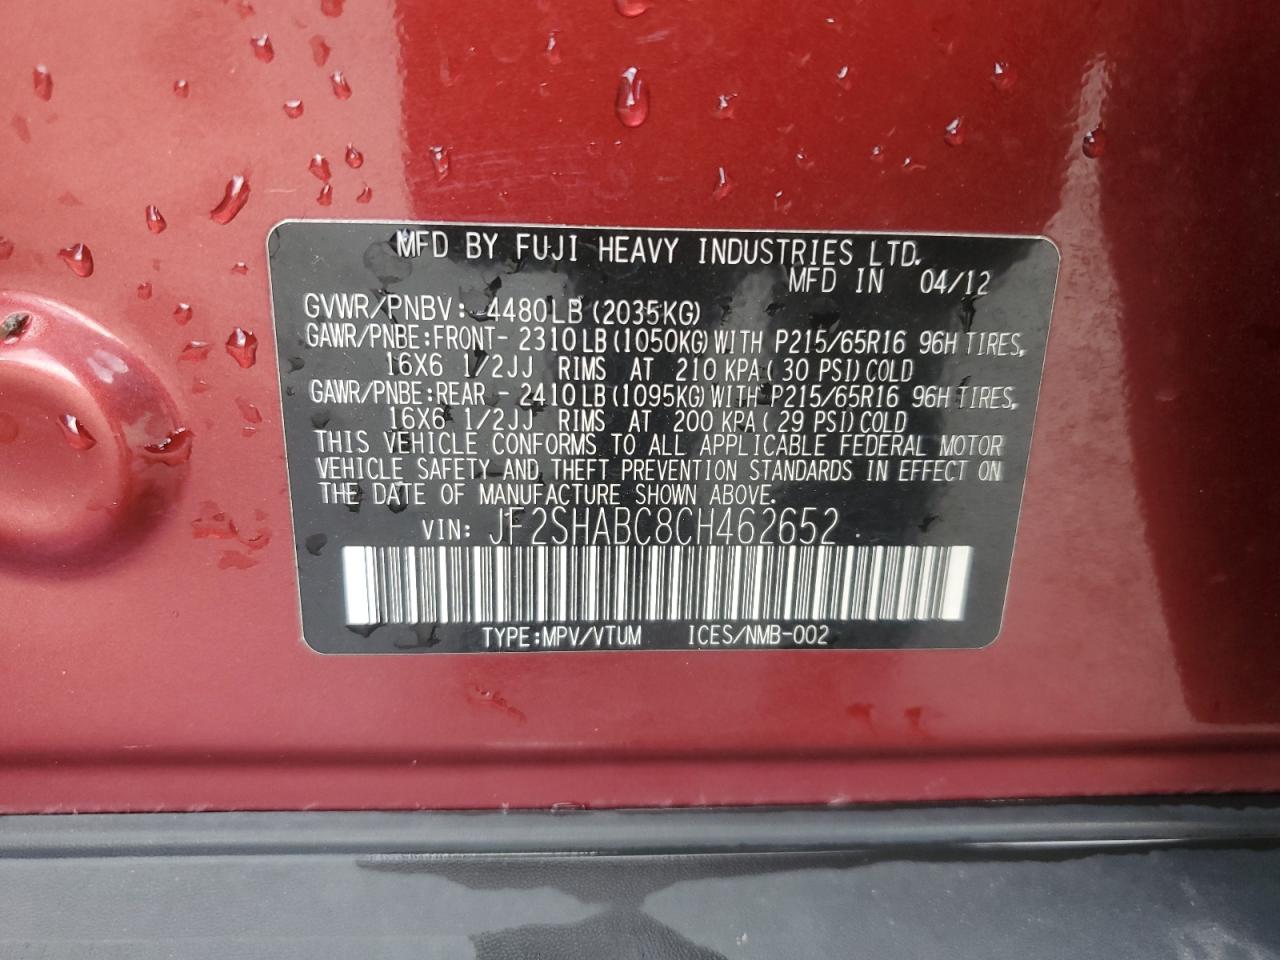 MFD BY FUJI HEAVY INDUSTRIES LTD.
MFD IN 04/12
GVWR/PNBV: 4480LB(2035KG)
GAWR/PNBE:FRONT- 2310LB(1050KG)WITH P215/65R16 96H TIRES,
16X6 1/2JJ RIMS AT 210 KPA( 30 PSI)COLD
GAWR/PNBE:REAR - 2410LB(1095KG)WITH P215/65R16 96H TIRES,
16X6 1/2JJ RIMS AT 200 KPA( 29 PSI)COLD
THIS VEHICLE CONFORMS TO ALL APPLICABLE FEDERAL MOTOR
VEHICLE SAFETY AND THEFT PREVENTION STANDARDS IN EFFECT ON
THE DATE OF MANUFACTURE SHOWN ABOVE.
VIN: JF2SHABC8CH462652
TYPE:MPV/VTUM ICES/NMB-002